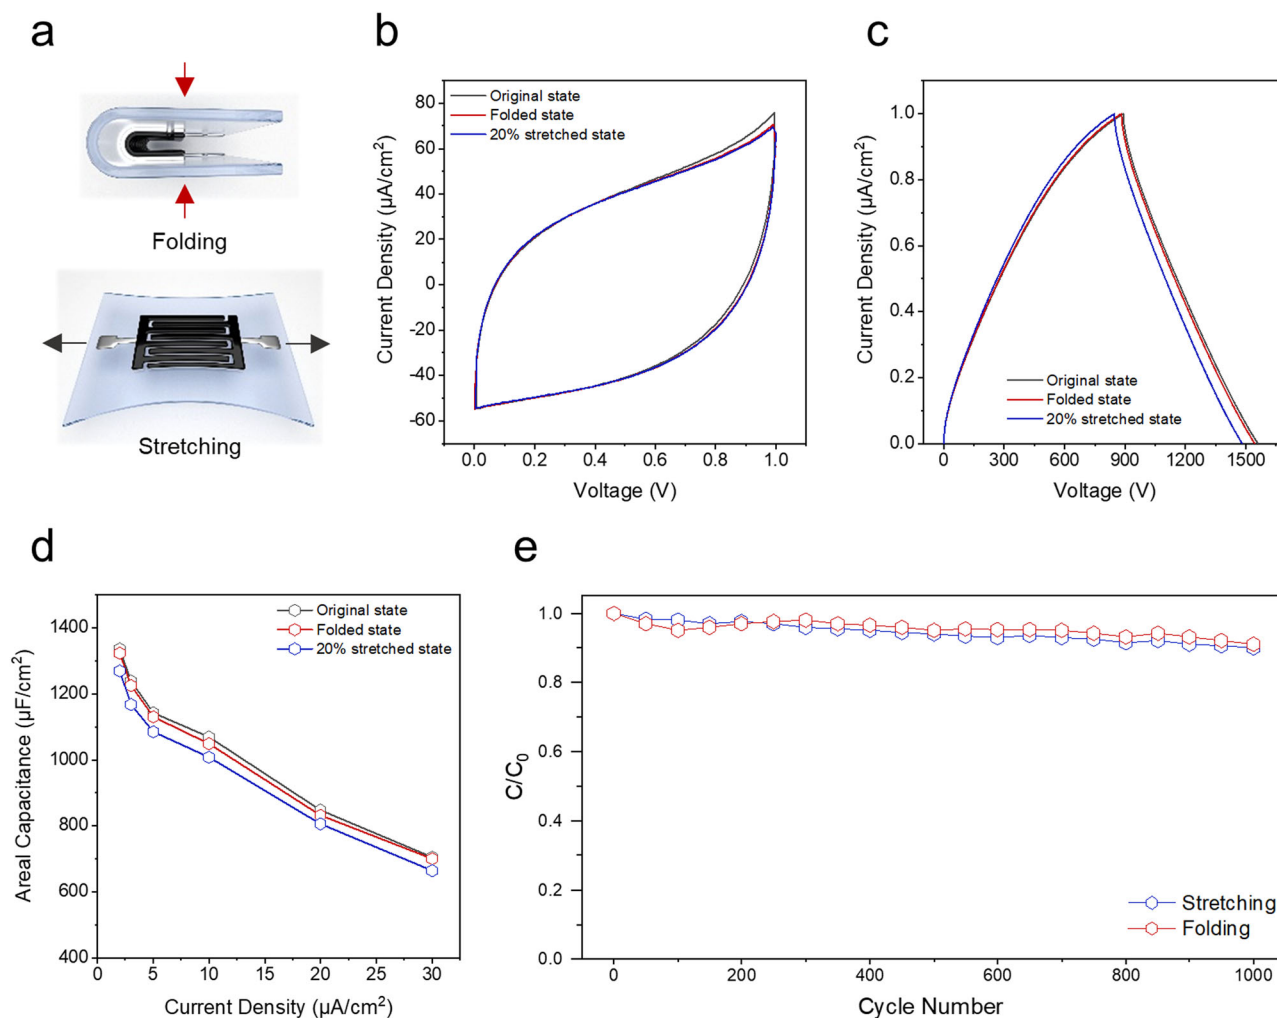 a
Folding
Stretching
b
Original state
Folded state
20% stretched state
Current Density (µA/cm²)
80
60
40
20
0
-20
-40
-60
0.0 0.2 0.4 0.6 0.8 1.0
Voltage (V)
c
Current Density (µA/cm²)
1.0
0.8
0.6
0.4
0.2
0.0
Original state
Folded state
20% stretched state
0 300 600 900 1200 1500
Voltage (V)
d
Original state
Folded state
20% stretched state
Areal Capacitance (µF/cm²)
1400
1200
1000
800
600
400
0 5 10 15 20 25 30
Current Density (µA/cm²)
e
C/C₀
1.0
0.8
0.6
0.4
0.2
0.0
Stretching
Folding
0 200 400 600 800 1000
Cycle Number